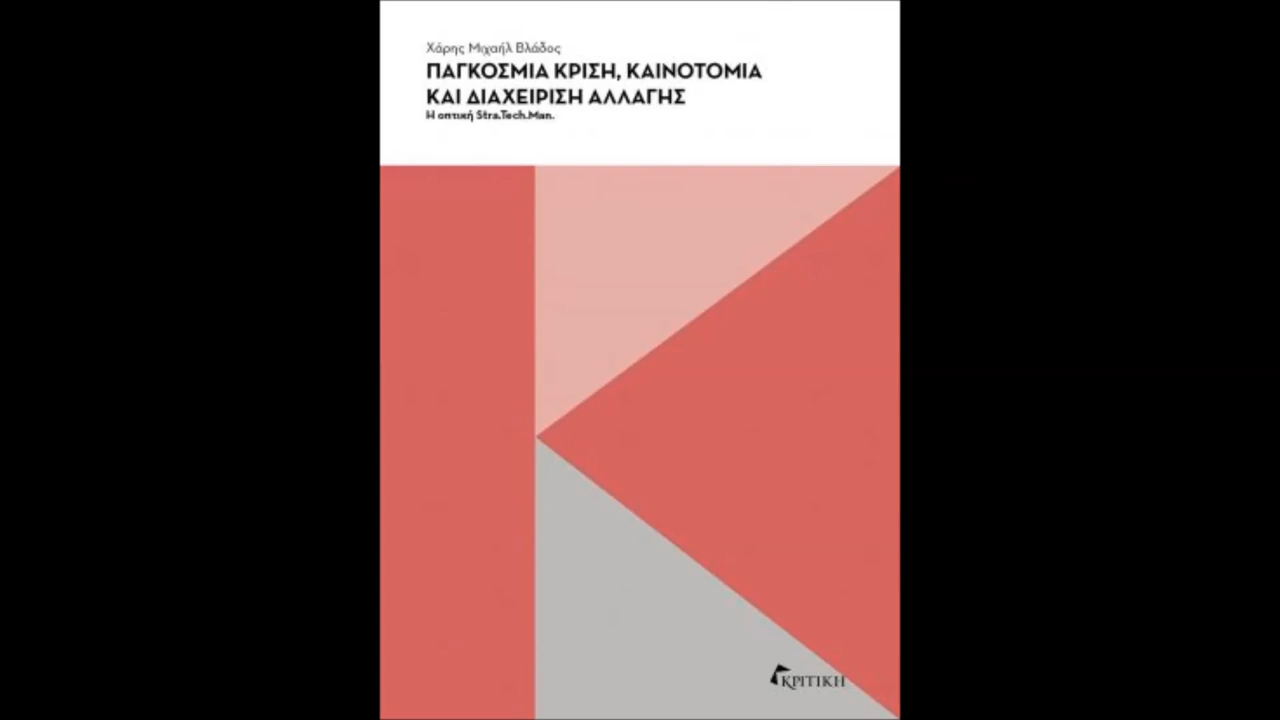 Χάρης Μιχαήλ Βλάδος
ΠΑΓΚΟΣΜΙΑ ΚΡΙΣΗ, ΚΑΙΝΟΤΟΜΙΑ
ΚΑΙ ΔΙΑΧΕΙΡΙΣΗ ΑΛΛΑΓΗΣ
Η οπτική Stra.Tech.Man.
ΚΡΙΤΙΚΗ